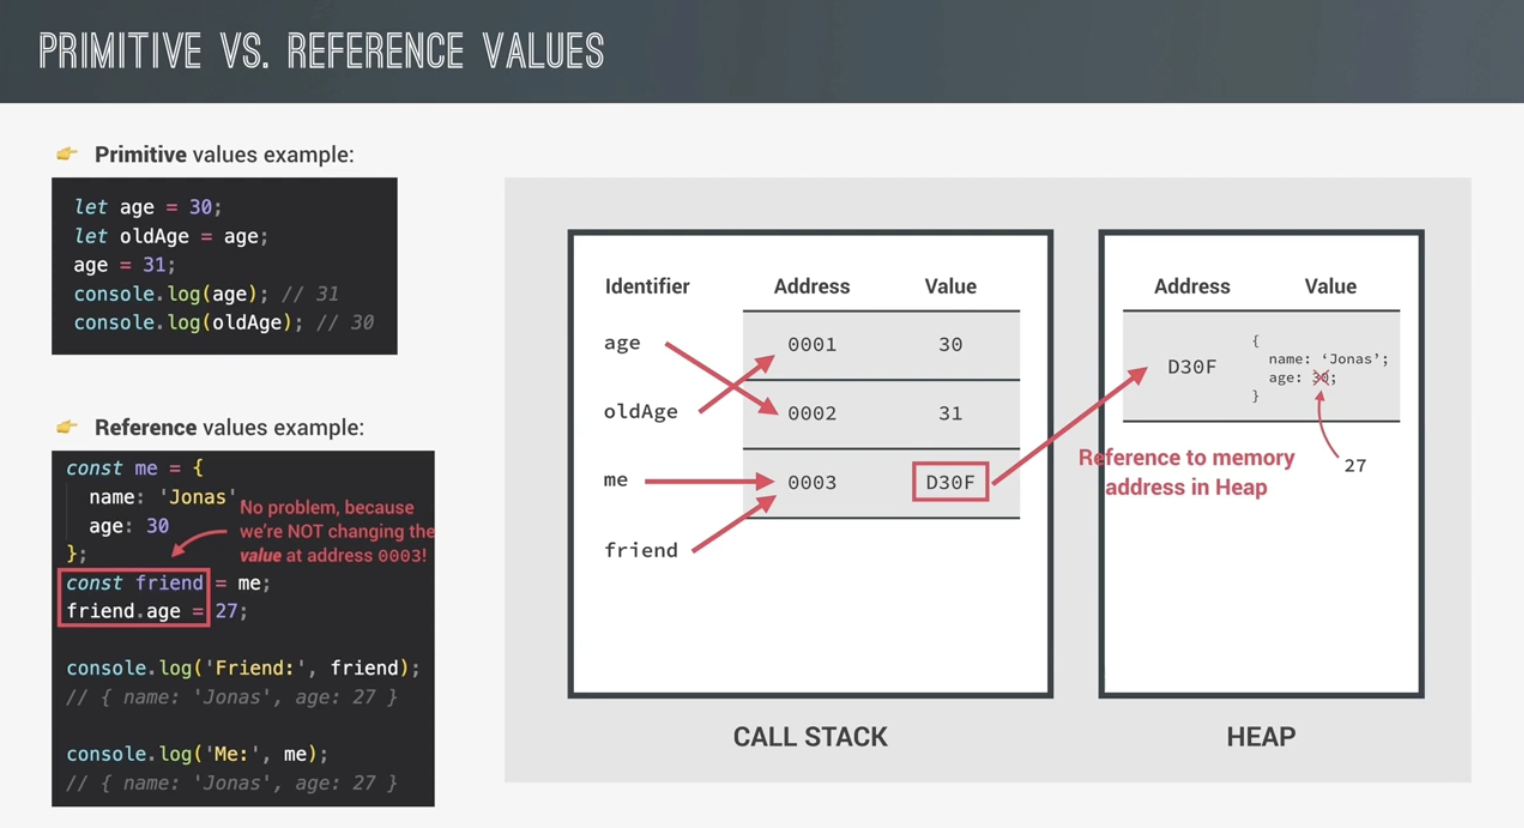 PRIMITIVE VS. REFERENCE VALUES
👉 Primitive values example:
let age = 30;
let oldAge = age;
age = 31;
console.log(age); // 31
console.log(oldAge); // 30
👉 Reference values example:
const me = {
name: 'Jonas'
age: 30
};
const friend = me;
friend.age = 27;
console.log('Friend:', friend);
// { name: 'Jonas', age: 27 }
console.log('Me:', me);
// { name: 'Jonas', age: 27 }
No problem, because
we're NOT changing the
value at address 0003!
Identifier Address Value
age 0001 30
oldAge 0002 31
me 0003 D30F
friend
CALL STACK
Address Value
D30F
{
name: ‘Jonas’;
age: 30;
}
27
Reference to memory
address in Heap
HEAP